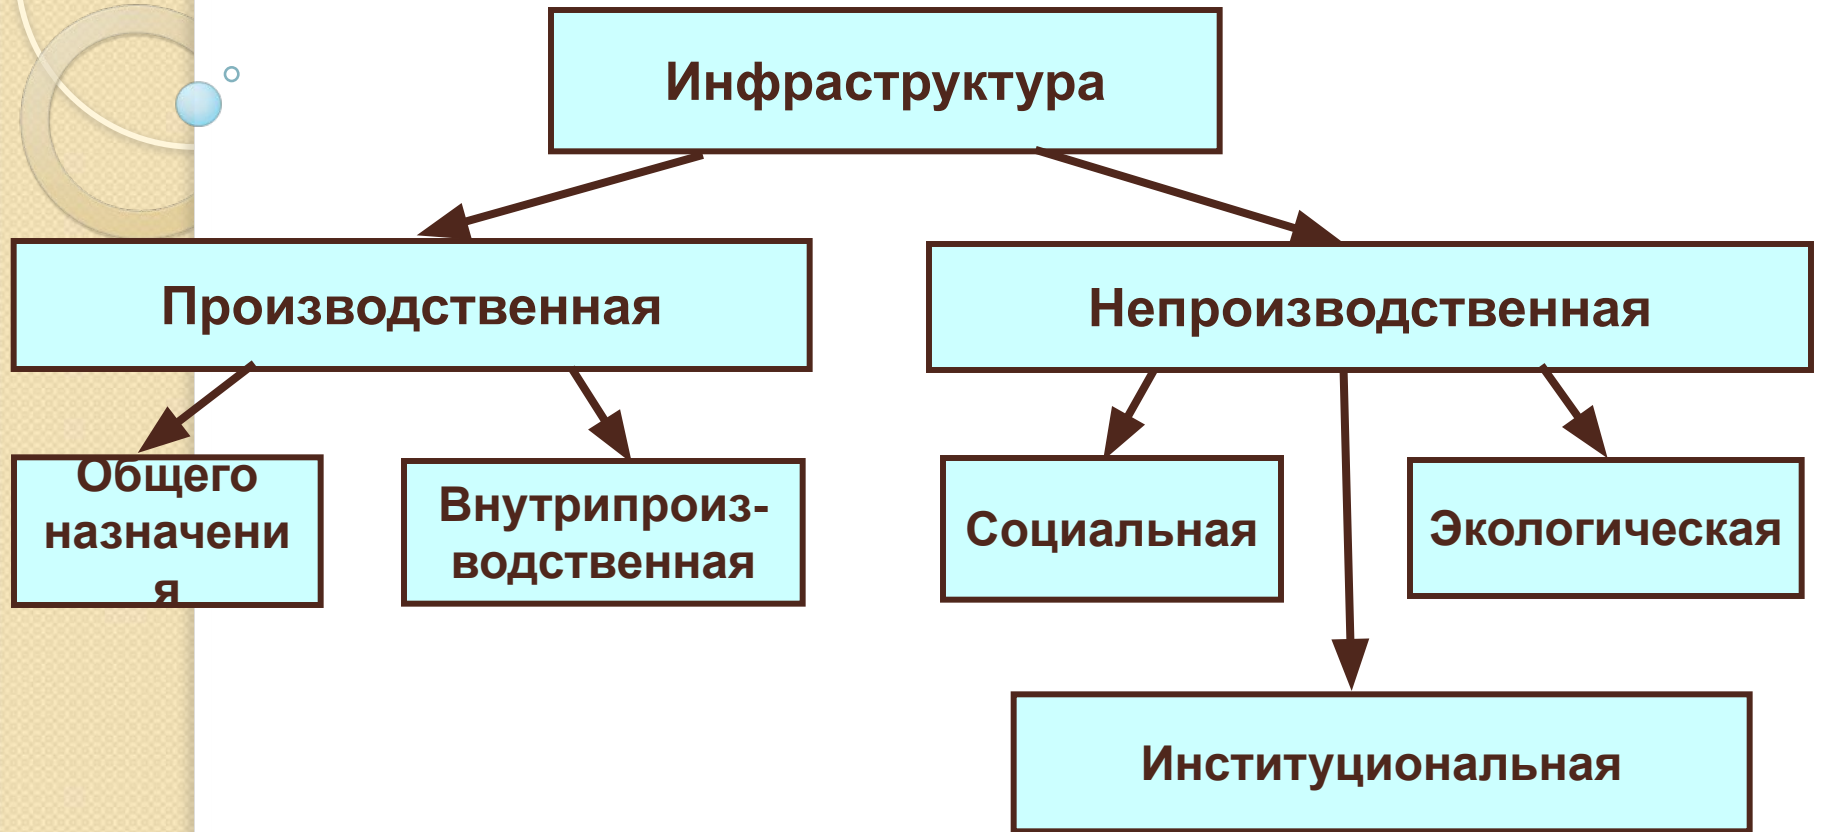 Инфраструктура
Производственная
Непроизводственная
Общего
назначени
я
Внутрипроиз-
водственная
Социальная
Экологическая
Институциональная